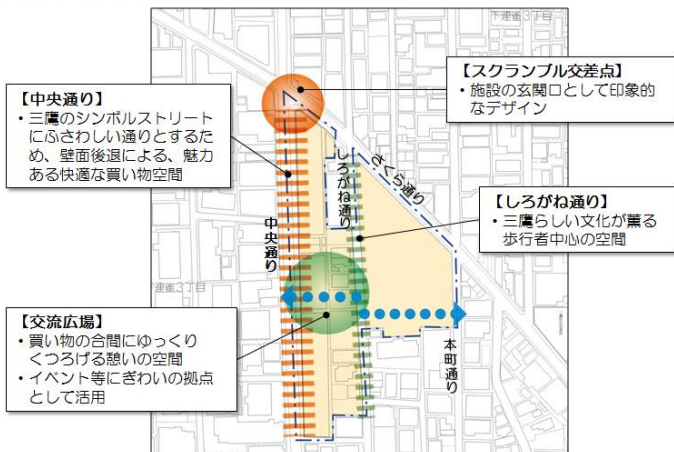 下連雀3丁目
【スクランブル交差点】
・施設の玄関口として印象的
なデザイン
【中央通り】
・三鷹のシンボルストリート
にふさわしい通りとするた
め、壁面後退による、魅力
ある快適な買い物空間
さくら通り
しろがね通り
【しろがね通り】
・三鷹らしい文化が薫る
歩行者中心の空間
中央通り
下連雀3丁目
【交流広場】
・買い物の合間にゆっくり
くつろげる憩いの空間
・イベント等にぎわいの拠点
として活用
本町通り